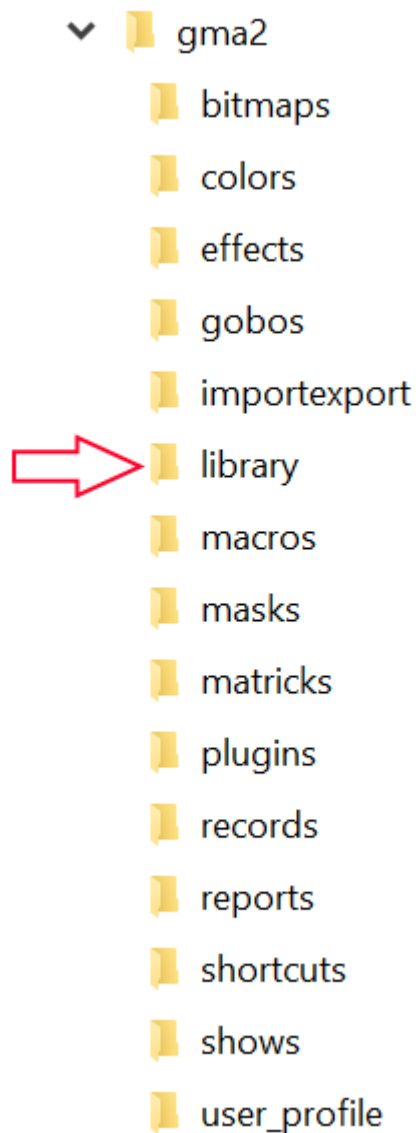 gma2
bitmaps
colors
effects
gobos
importexport
library
macros
masks
matricks
plugins
records
reports
shortcuts
shows
user_profile